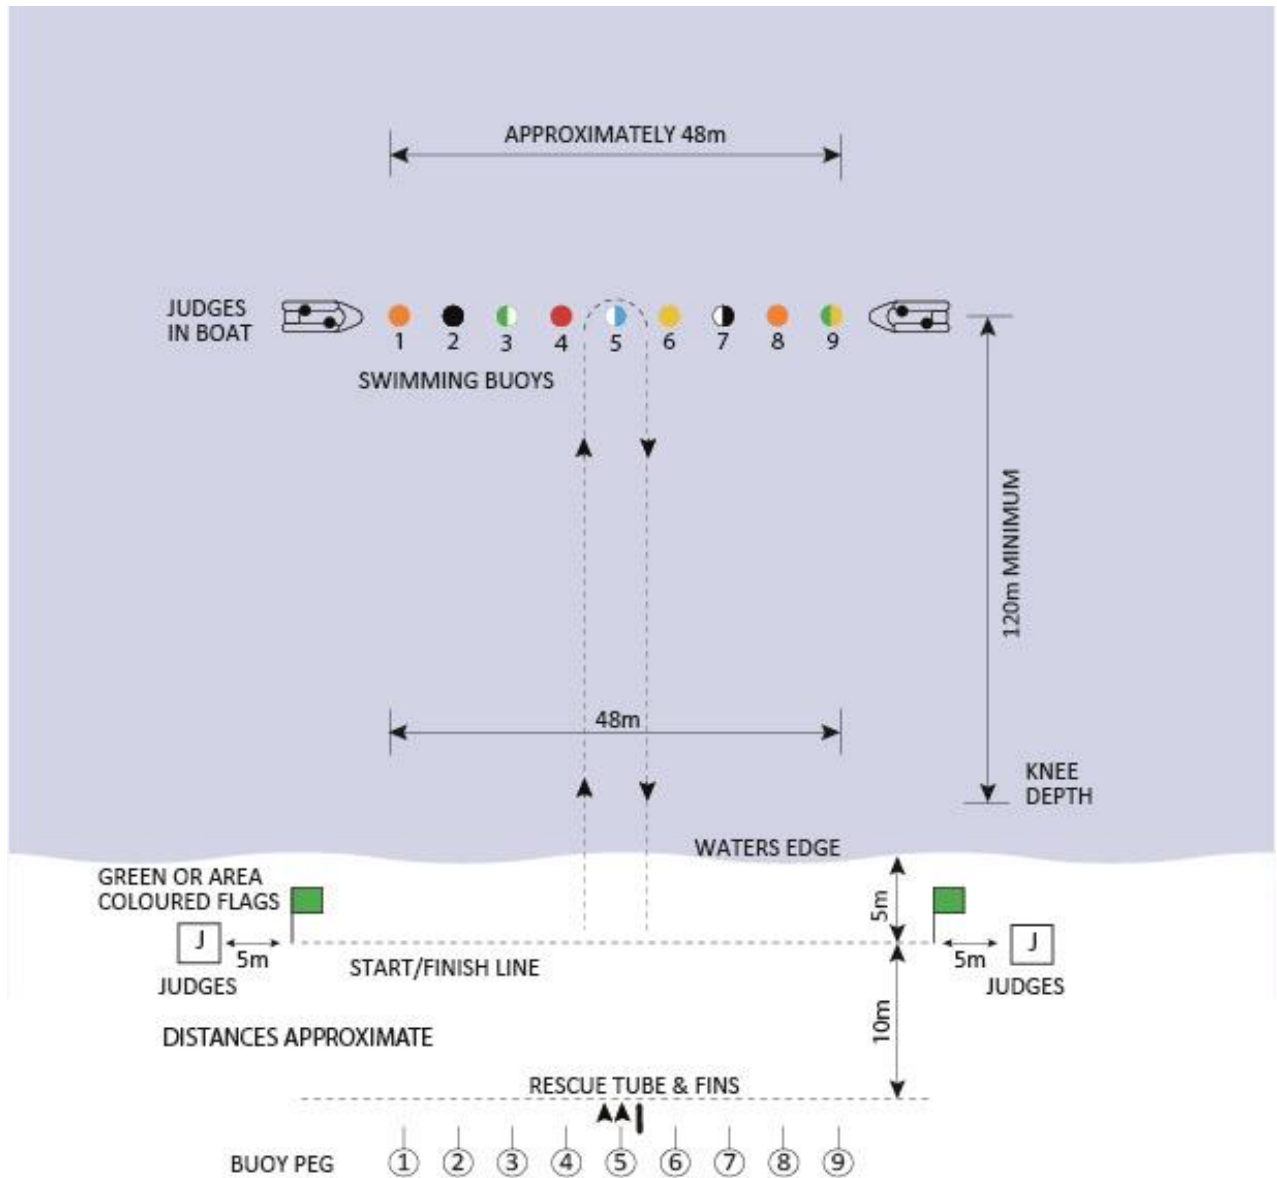 APPROXIMATELY 48m
JUDGES
IN BOAT
1 2 3 4 5 6 7 8 9
SWIMMING BUOYS
120m MINIMUM
48m
KNEE
DEPTH
WATERS EDGE
GREEN OR AREA
COLOURED FLAGS
5m
J
5m
5m
J
JUDGES
START/FINISH LINE
JUDGES
10m
DISTANCES APPROXIMATE
RESCUE TUBE & FINS
BUOY PEG
1 2 3 4 5 6 7 8 9